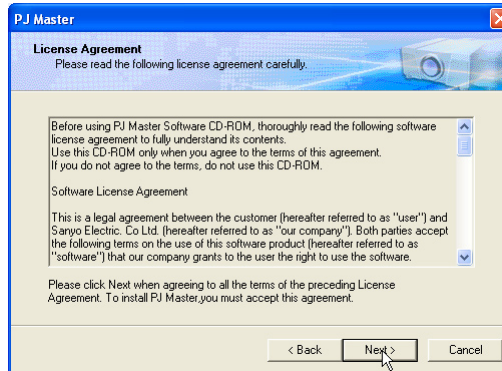 PJ Master
License Agreement
Please read the following license agreement carefully.
Before using PJ Master Software CD-ROM, thoroughly read the following software
license agreement to fully understand its contents.
Use this CD-ROM only when you agree to the terms of this agreement.
If you do not agree to the terms, do not use this CD-ROM.
Software License Agreement
This is a legal agreement between the customer (hereafter referred to as "user") and
Sanyo Electric. Co Ltd. (hereafter referred to as "our company"). Both parties accept
the following terms on the use of this software product (hereafter referred to as
"software") that our company grants to the user the right to use the software.
Please click Next when agreeing to all the terms of the preceding License
Agreement. To install PJ Master,you must accept this agreement.
< Back Next > Cancel